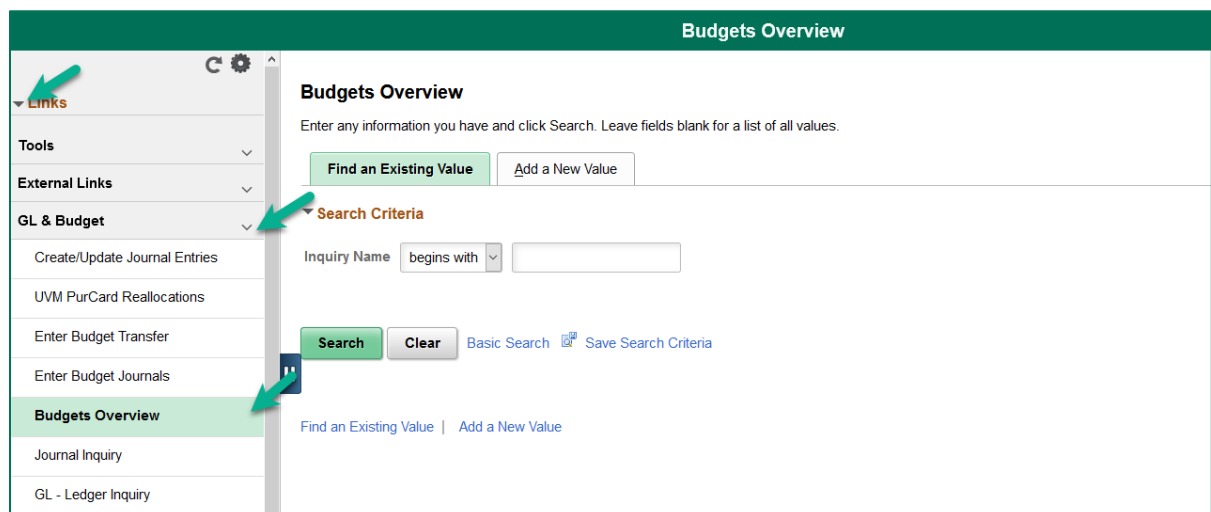 Budgets Overview
Links
Tools
External Links
GL & Budget
Create/Update Journal Entries
UVM PurCard Reallocations
Enter Budget Transfer
Enter Budget Journals
Budgets Overview
Journal Inquiry
GL - Ledger Inquiry
Budgets Overview
Enter any information you have and click Search. Leave fields blank for a list of all values.
Find an Existing Value Add a New Value
Search Criteria
Inquiry Name begins with
Search Clear Basic Search Save Search Criteria
Find an Existing Value | Add a New Value